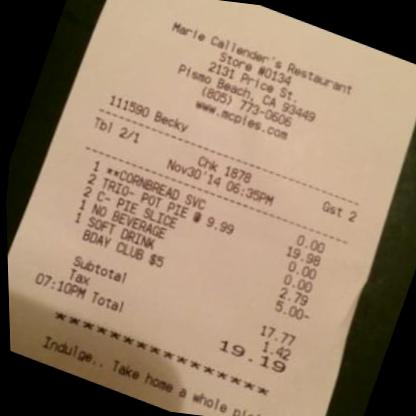 Marie Callender's Restaurant
Store #0134
2131 Price St.
Pismo Beach, CA 93449
(805) 773-0606
www.mcpies.com
111590 Becky
Tbl 2/1 Chk 1878 Gst 2
Nov30'14 06:35PM
1 **CORNBREAD SVC 0.00
2 TRIO- POT PIE @ 9.99 19.98
2 C- PIE SLICE 0.00
1 NO BEVERAGE 0.00
1 SOFT DRINK 2.79
BDAY CLUB $5 5.00-
Subtotal 17.77
Tax 1.42
07:10PM Total 19.19
****************
Indulge.. Take home a whole